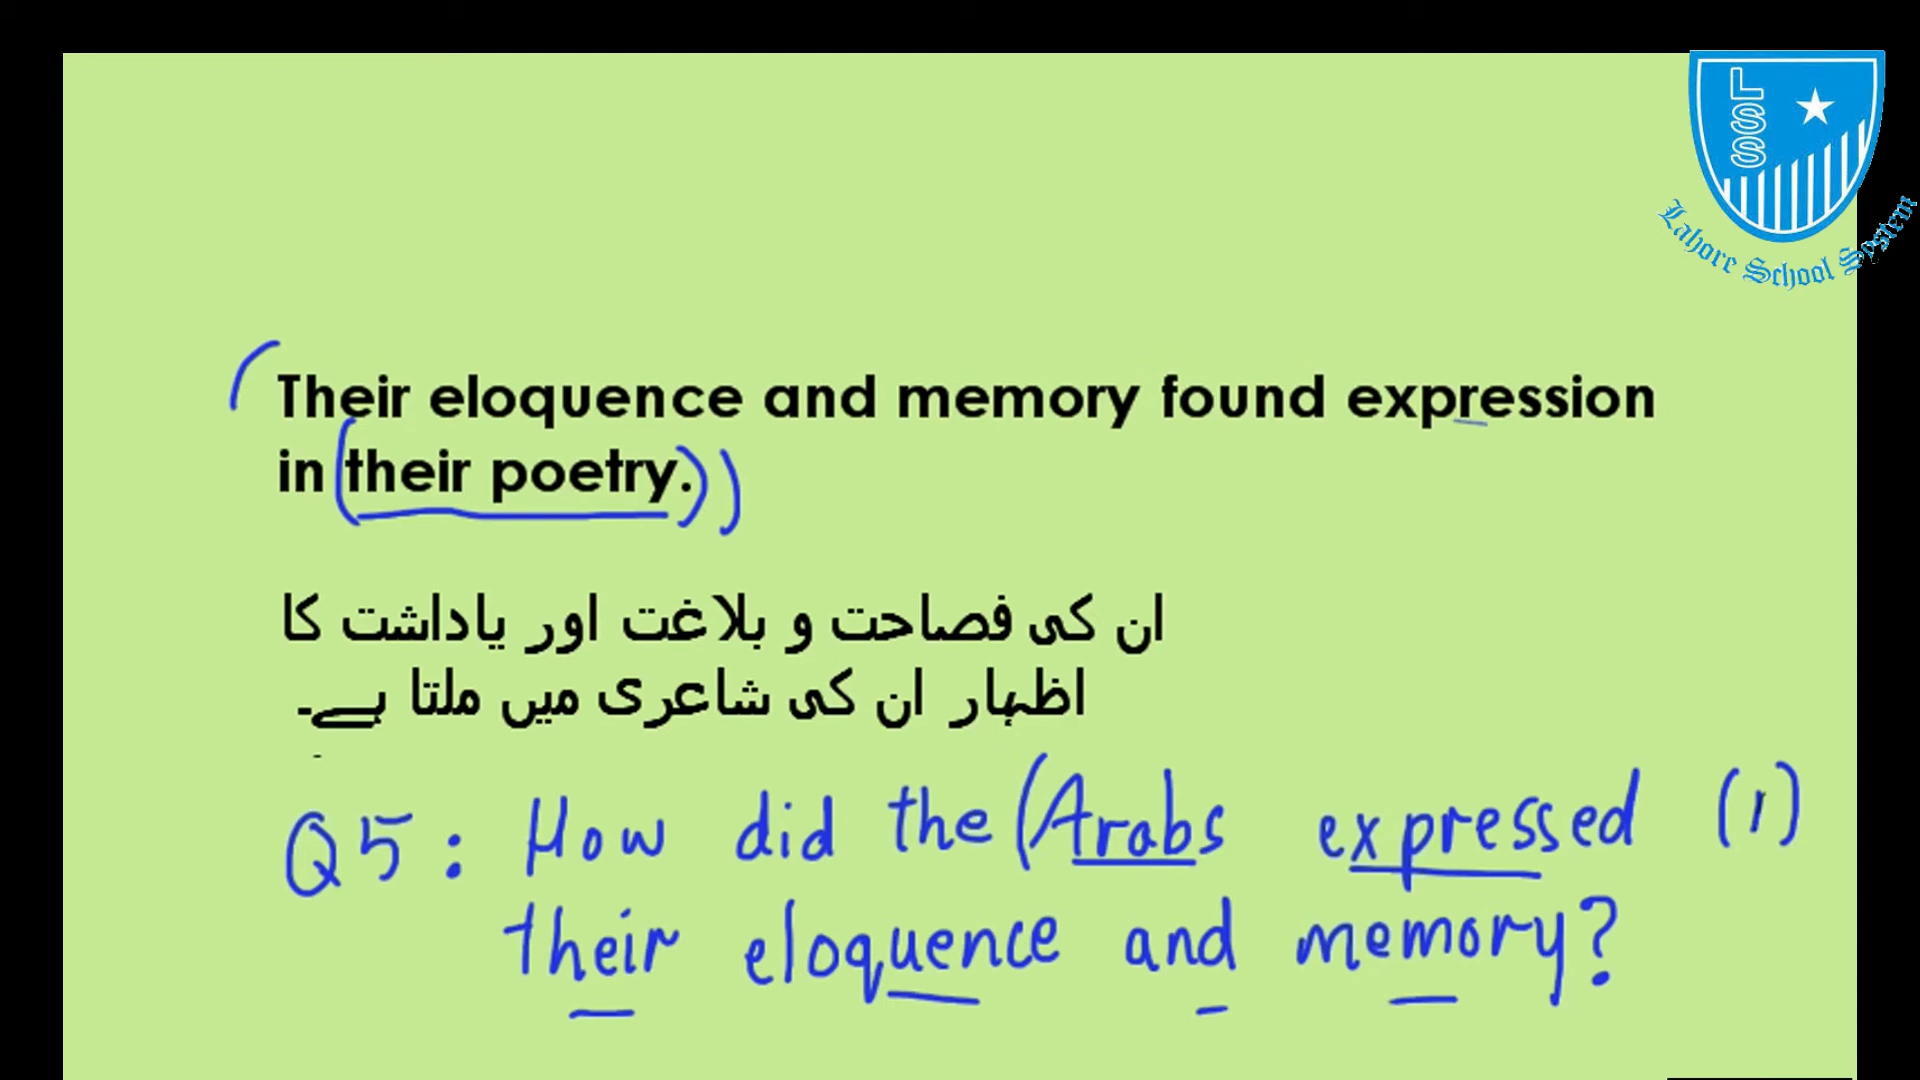 LSS
Lahore School System
(Their eloquence and memory found expression
in (their poetry.))
ان کی فصاحت و بلاغت اور یاداشت کا
اظہار ان کی شاعری میں ملتا ہے۔
Q5: How did the (Arabs expressed (1)
their eloquence and memory?